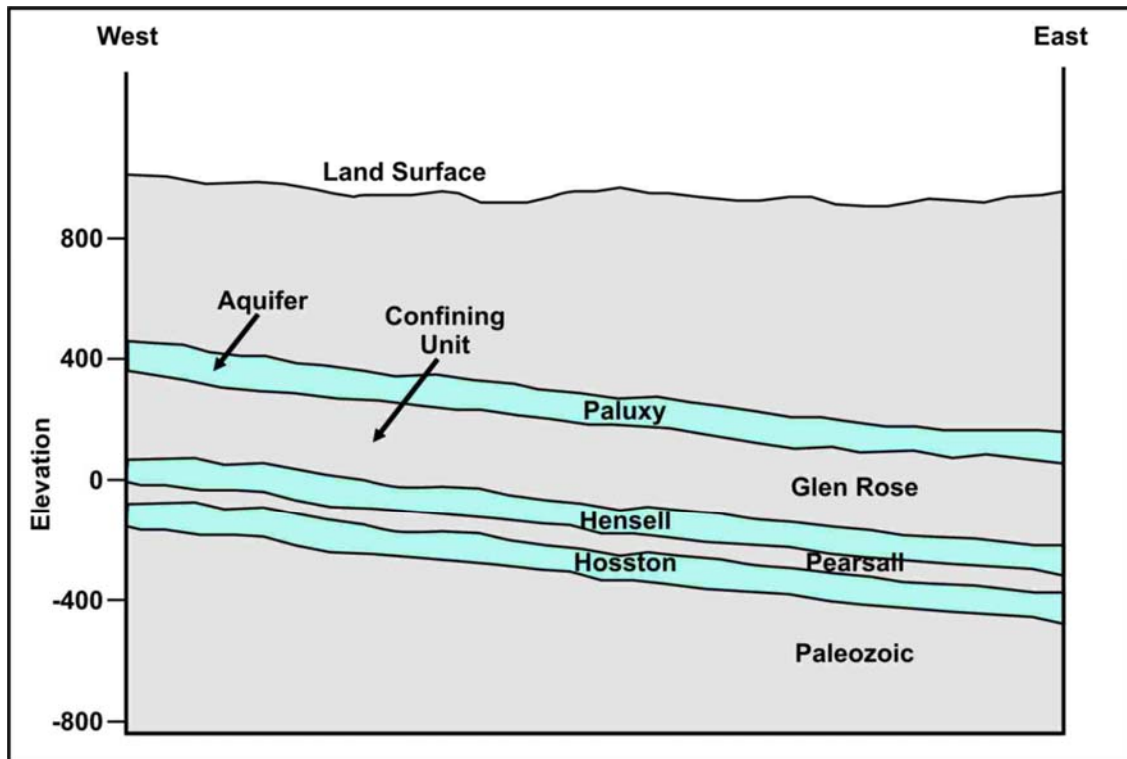 West
East
Land Surface
800
Aquifer
Confining
Unit
400
Paluxy
Elevation
0
Glen Rose
Hensell
Hosston
Pearsall
-400
Paleozoic
-800